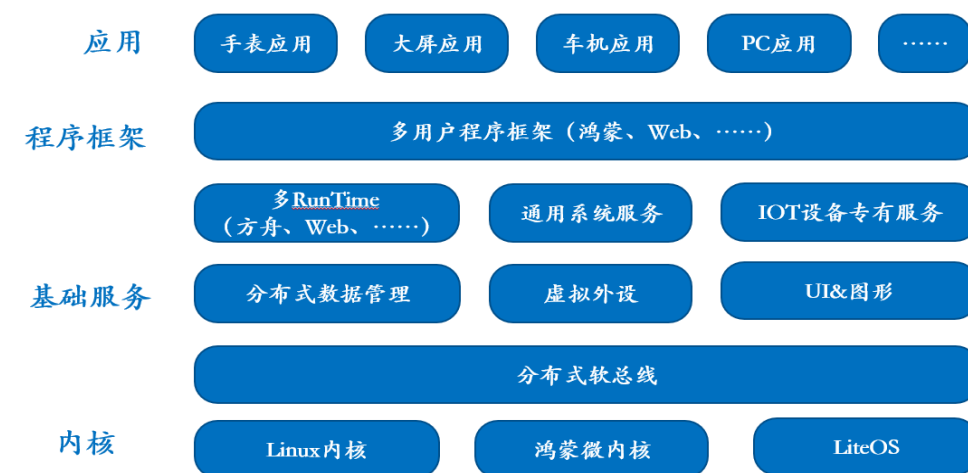 应用
手表应用
大屏应用
车机应用
PC应用
……
程序框架
多用户程序框架（鸿蒙、Web、……）
多RunTime
（方舟、Web、……）
通用系统服务
IOT设备专有服务
基础服务
分布式数据管理
虚拟外设
UI&图形
分布式软总线
内核
Linux内核
鸿蒙微内核
LiteOS